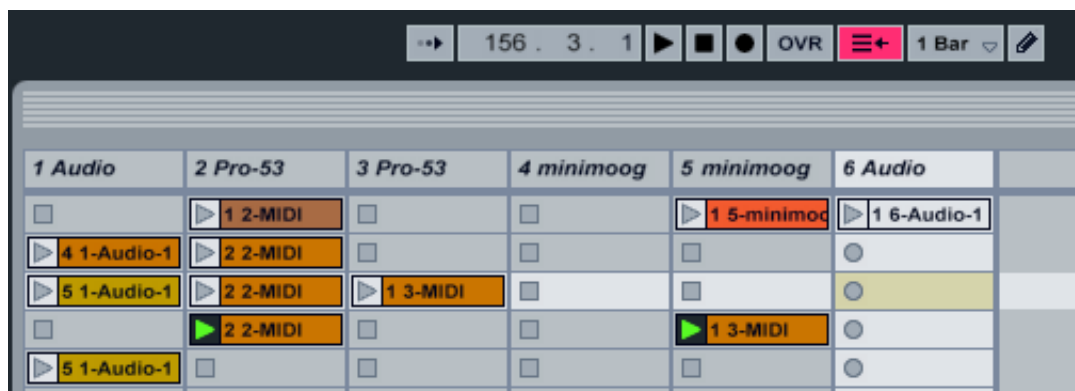 156 . 3 . 1 OVR 1 Bar
1 Audio 2 Pro-53 3 Pro-53 4 minimoog 5 minimoog 6 Audio
1 2-MIDI 1 5-minimoo 1 6-Audio-1
4 1-Audio-1 2 2-MIDI
5 1-Audio-1 2 2-MIDI 1 3-MIDI
2 2-MIDI 1 3-MIDI
5 1-Audio-1